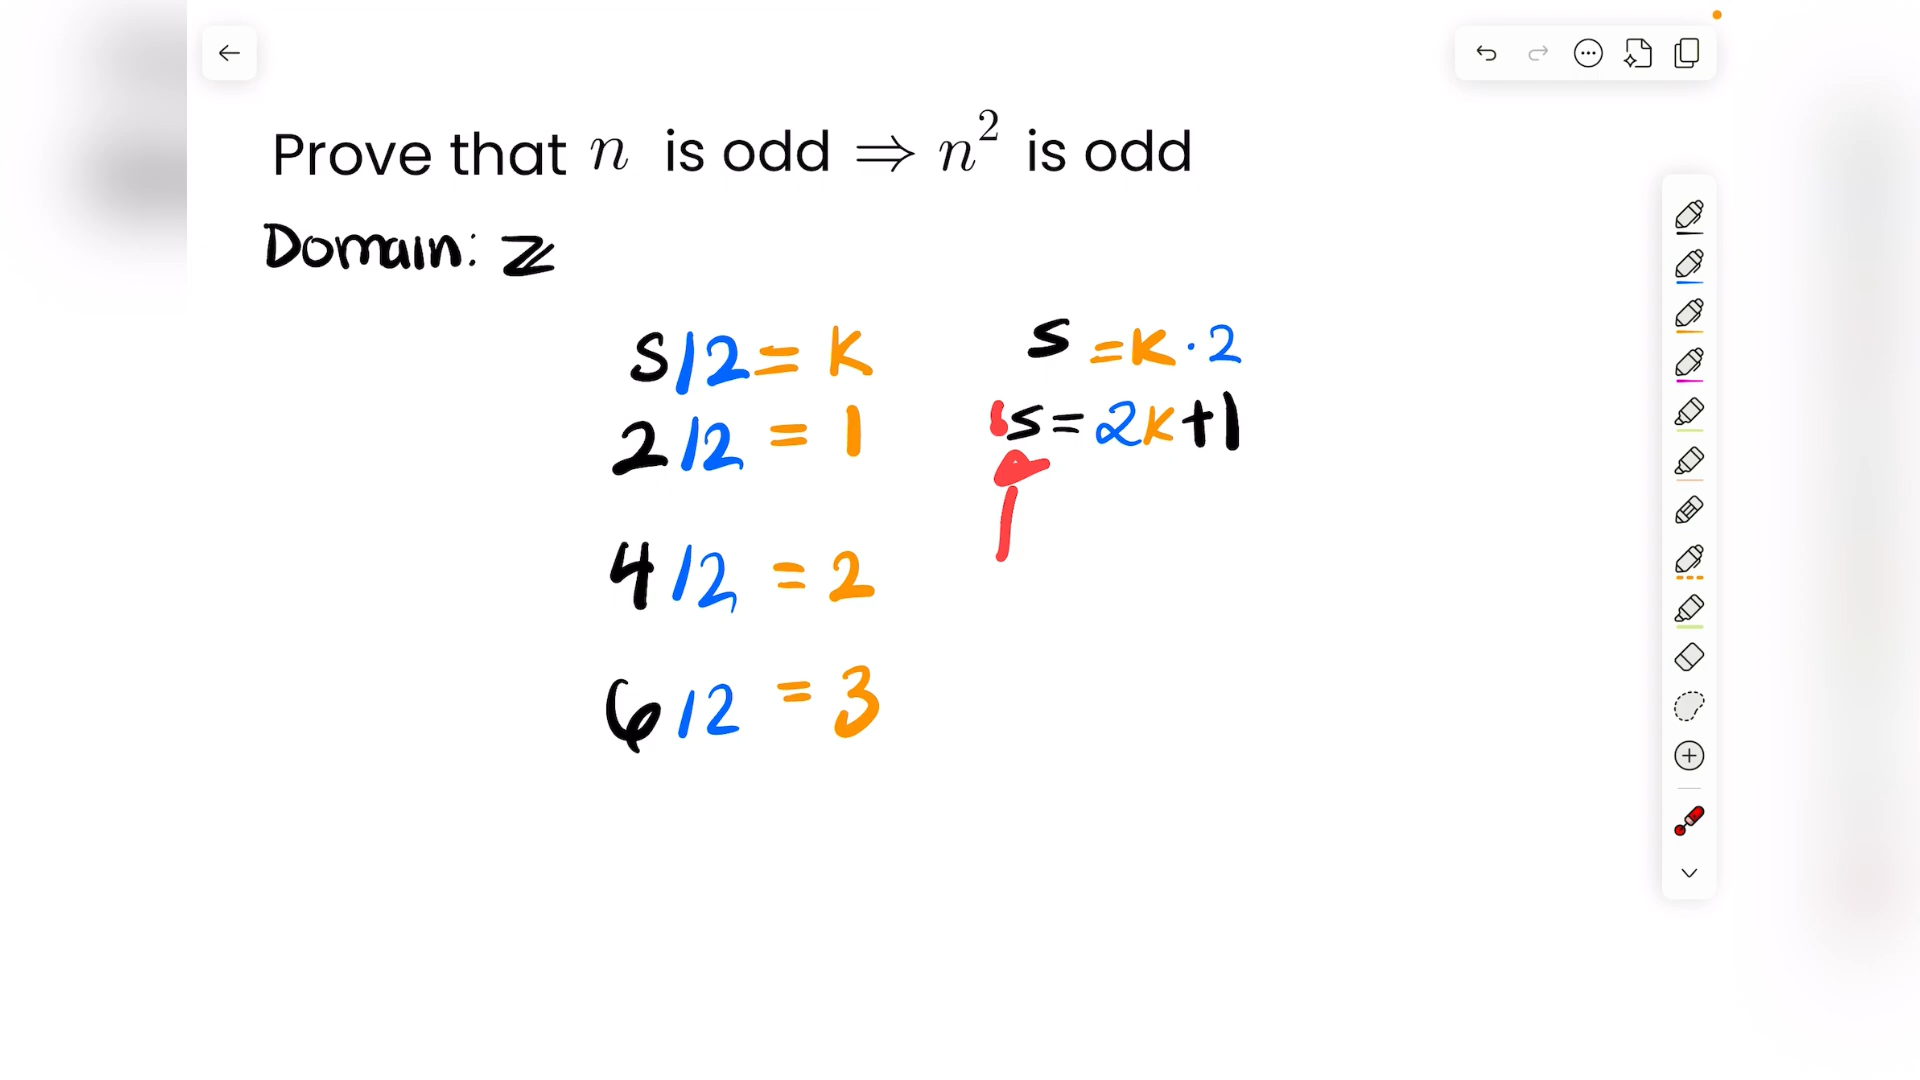 Prove that n is odd ⇒ n² is odd
Domain: ℤ
S/2 = K
S = K · 2
2/2 = 1
S = 2K + 1
4/2 = 2
6/2 = 3